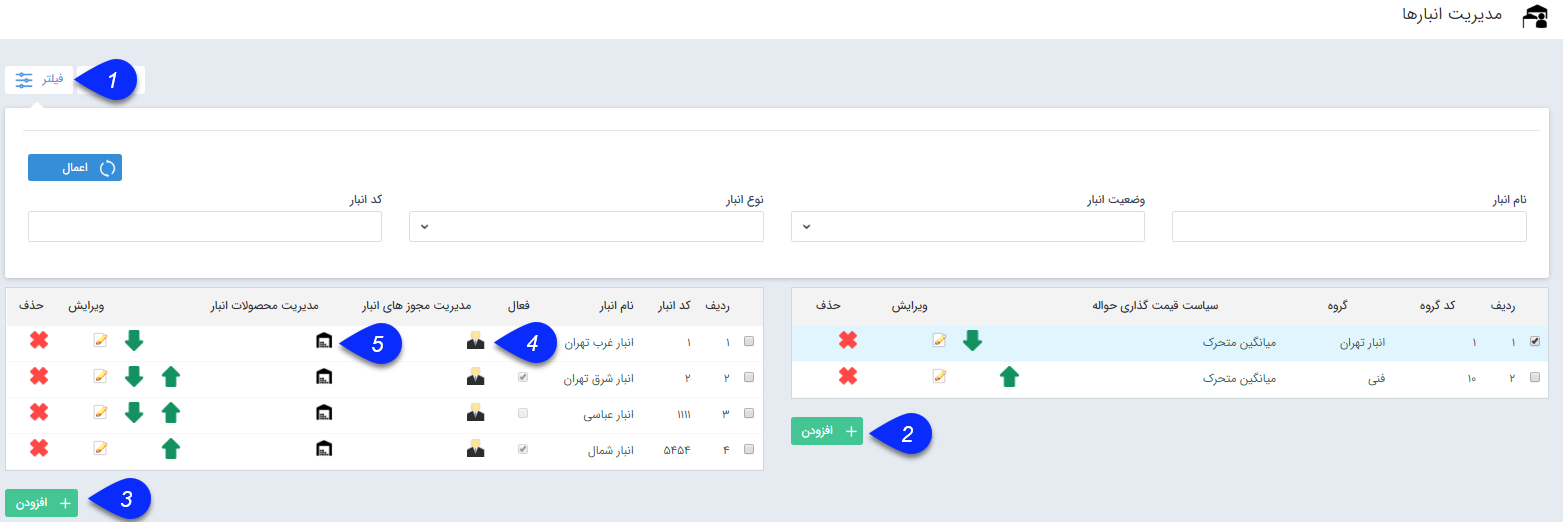 مدیریت انبارها
فیلتر
1
اعمال
نام انبار
وضعیت انبار
نوع انبار
کد انبار
ردیف کد گروه گروه سیاست قیمت گذاری حواله ویرایش حذف
۱ ۱ انبار تهران میانگین متحرک
۲ ۱۰ فنی میانگین متحرک
افزودن
2
ردیف کد انبار نام انبار فعال مدیریت مجوز های انبار مدیریت محصولات انبار ویرایش حذف
۱ ۱ انبار غرب تهران 4 5
۲ ۲ انبار شرق تهران
۳ ۱۱۱۱ انبار عباسی
۴ ۵۴۵۴ انبار شمال
افزودن
3